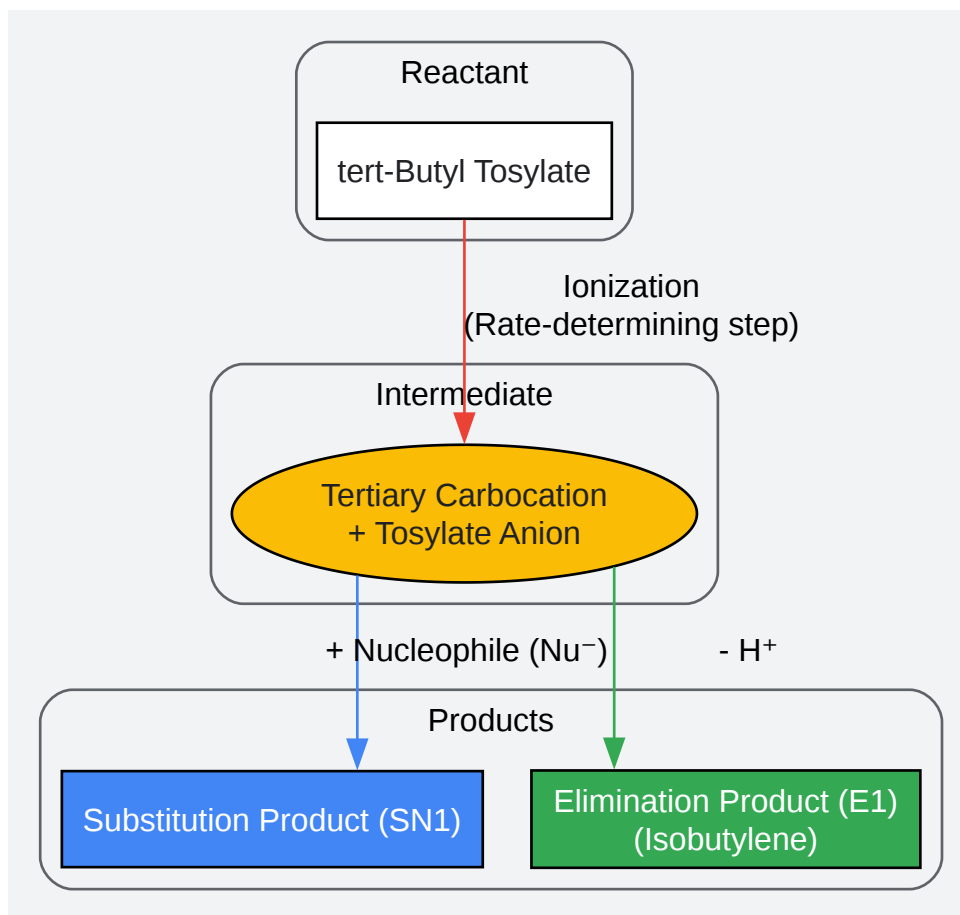 Reactant
tert-Butyl Tosylate
Ionization
(Rate-determining step)
Intermediate
Tertiary Carbocation
+ Tosylate Anion
+ Nucleophile (Nu⁻)
- H⁺
Products
Substitution Product (SN1)
Elimination Product (E1)
(Isobutylene)